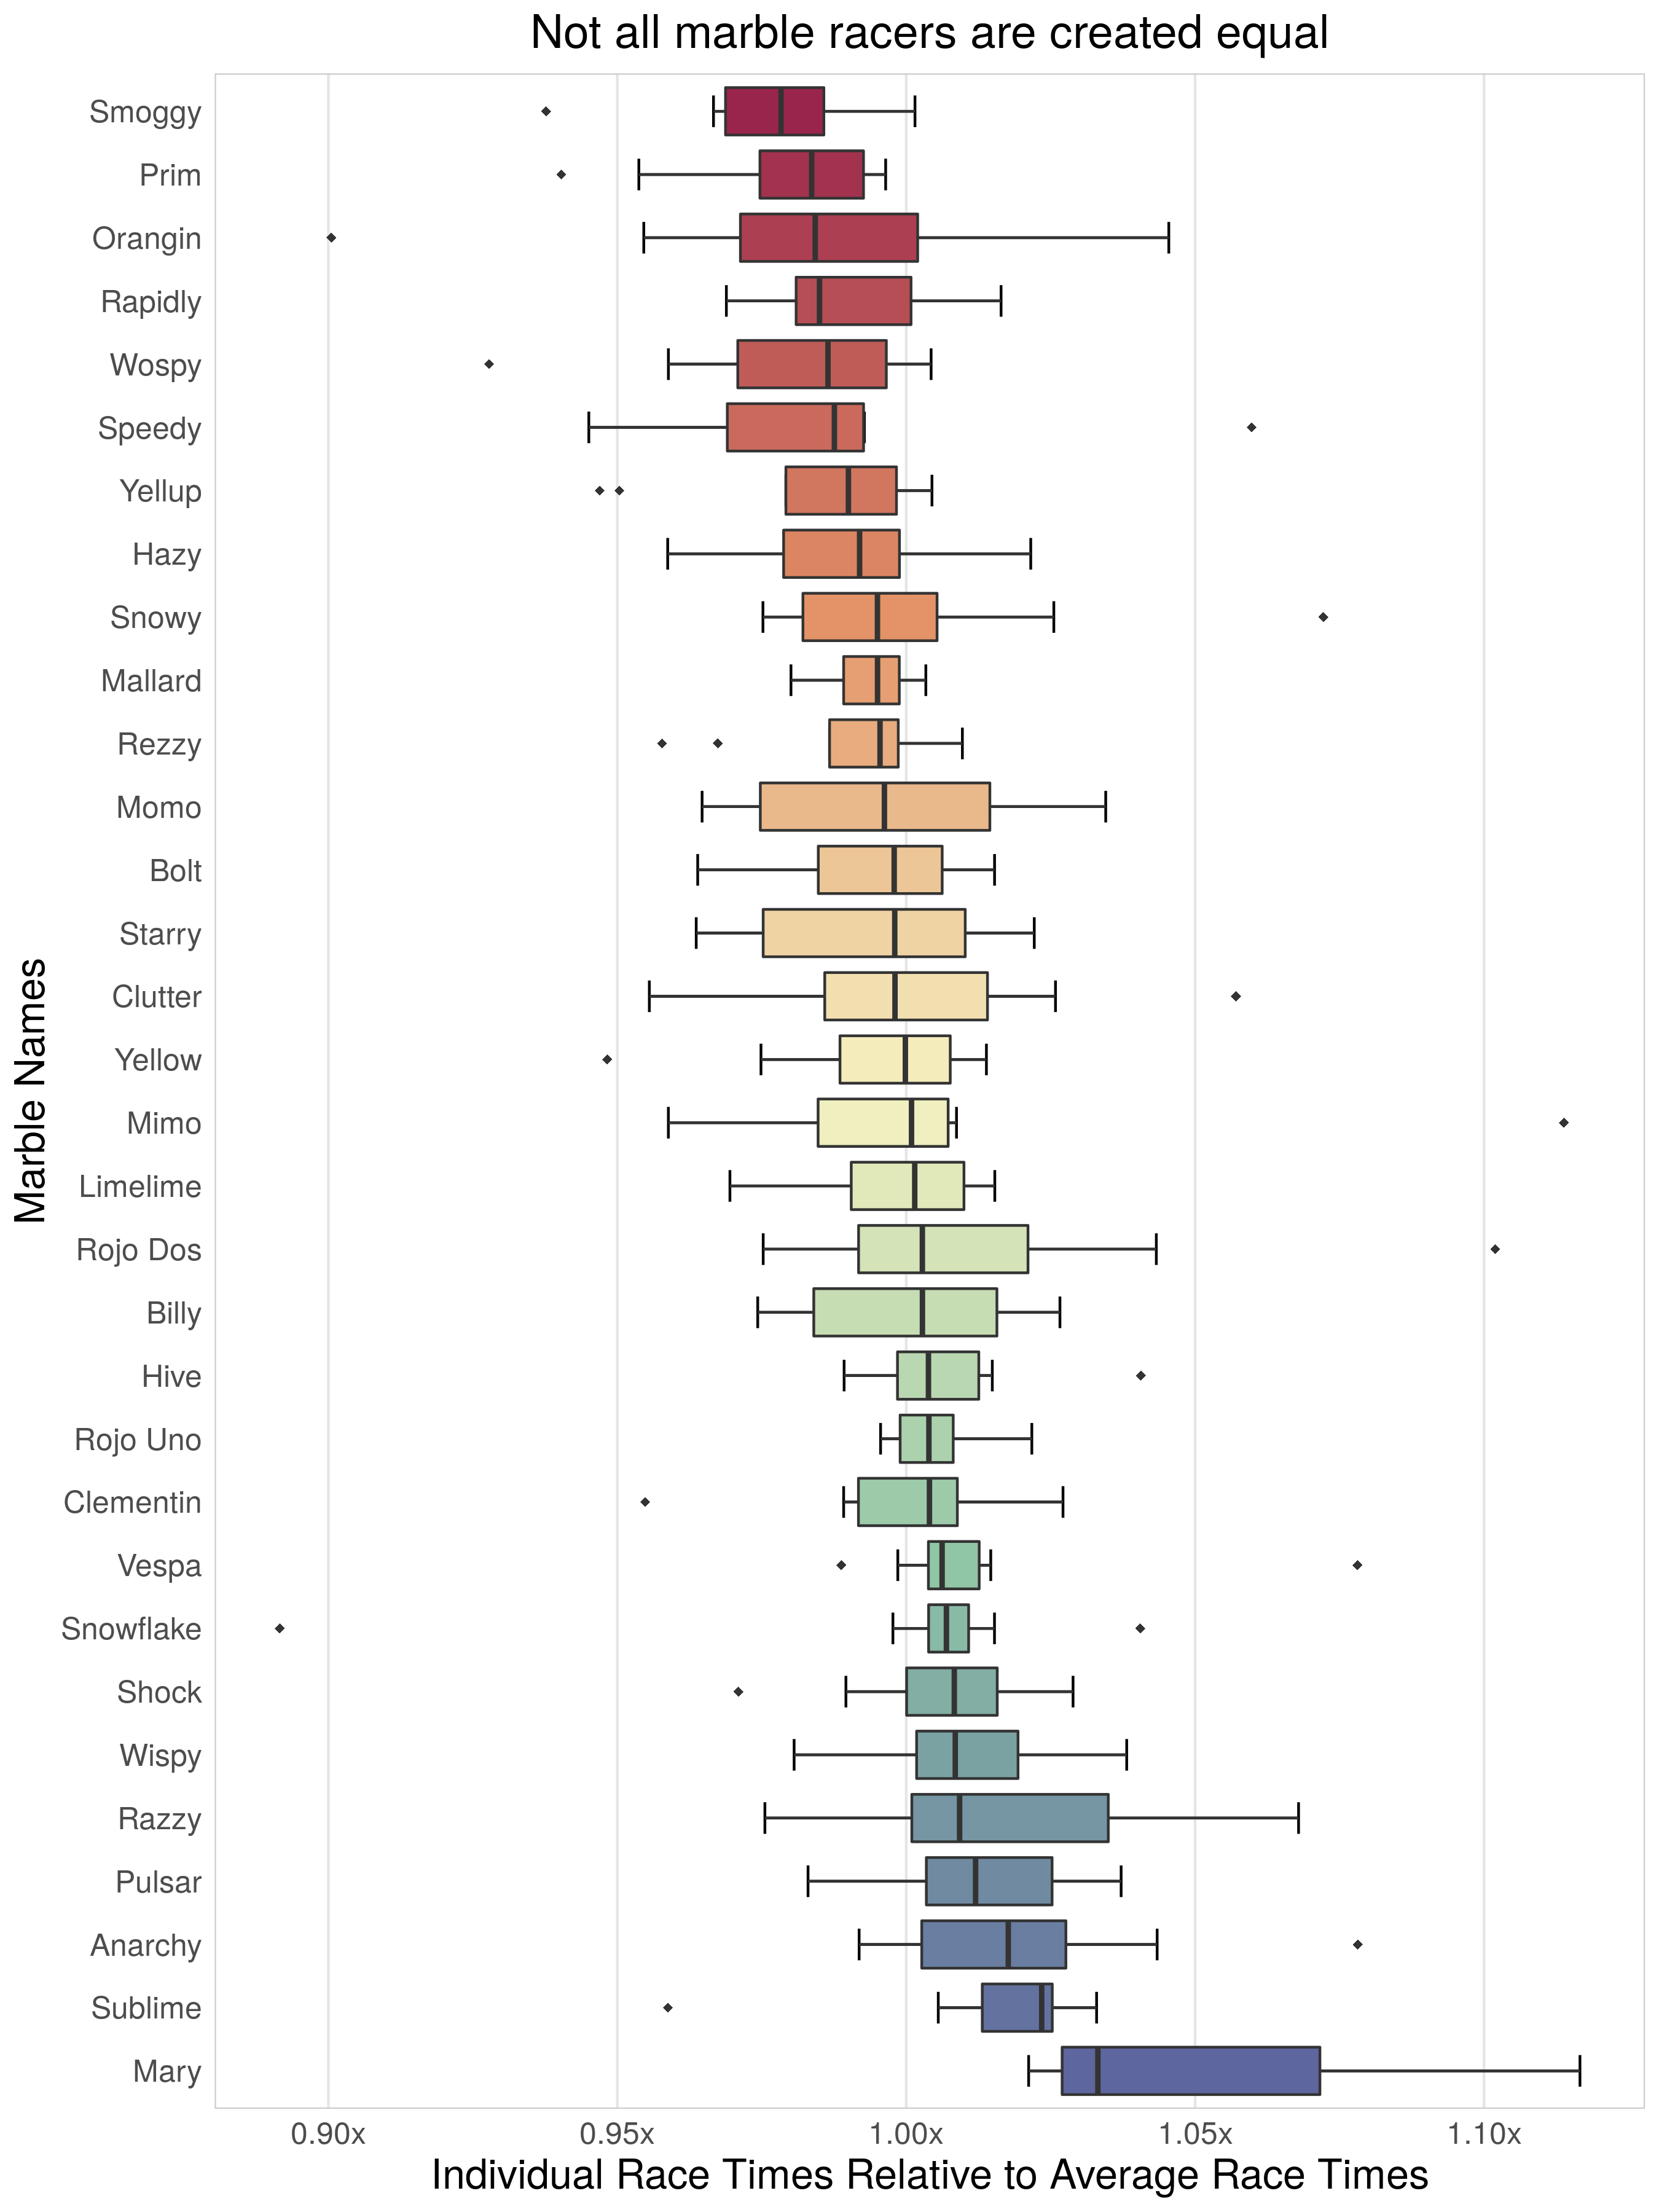 Not all marble racers are created equal
Marble Names
Smoggy
Prim
Orangin
Rapidly
Wospy
Speedy
Yellup
Hazy
Snowy
Mallard
Rezzy
Momo
Bolt
Starry
Clutter
Yellow
Mimo
Limelime
Rojo Dos
Billy
Hive
Rojo Uno
Clementin
Vespa
Snowflake
Shock
Wispy
Razzy
Pulsar
Anarchy
Sublime
Mary
0.90x 0.95x 1.00x 1.05x 1.10x
Individual Race Times Relative to Average Race Times